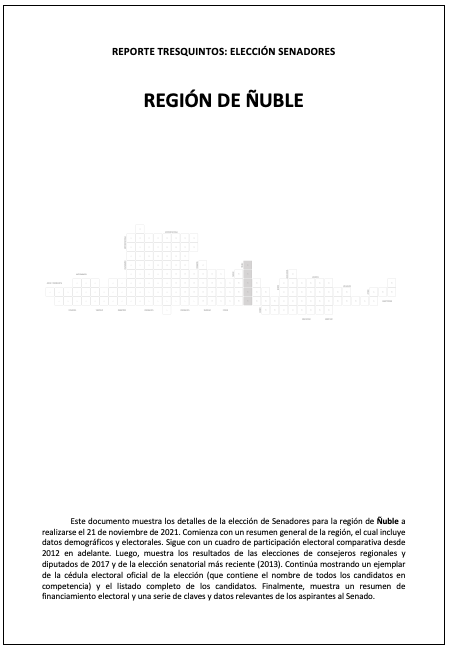 REPORTE TRESQUINTOS: ELECCIÓN SENADORES
REGIÓN DE ÑUBLE
Este documento muestra los detalles de la elección de Senadores para la región de Ñuble a
realizarse el 21 de noviembre de 2021. Comienza con un resumen general de la región, el cual incluye
datos demográficos y electorales. Sigue con un cuadro de participación electoral comparativa desde
2012 en adelante. Luego, muestra los resultados de las elecciones de consejeros regionales y
diputados de 2017 y de la elección senatorial más reciente (2013). Continúa mostrando un ejemplar
de la cédula electoral oficial de la elección (que contiene el nombre de todos los candidatos en
competencia) y el listado completo de los candidatos. Finalmente, muestra un resumen de
financiamiento electoral y una serie de claves y datos relevantes de los aspirantes al Senado.